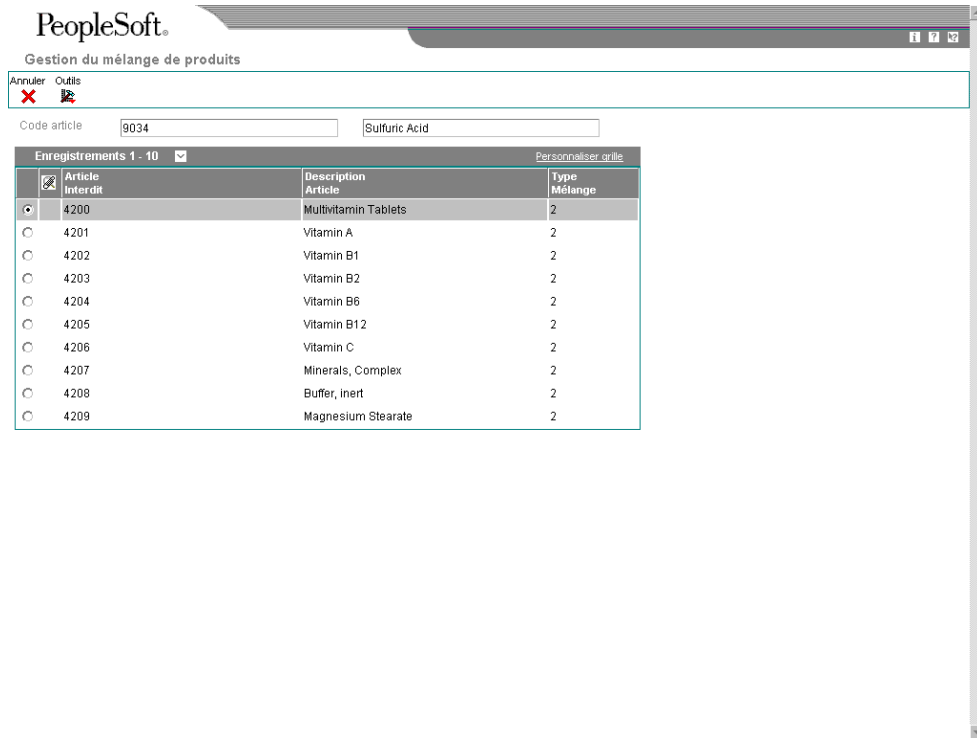 PeopleSoft®
i ? ?
Gestion du mélange de produits
Annuler Outils
Code article 9034 Sulfuric Acid
Enregistrements 1 - 10 Personnaliser grille
Article Interdit Description Article Type Mélange
4200 Multivitamin Tablets 2
4201 Vitamin A 2
4202 Vitamin B1 2
4203 Vitamin B2 2
4204 Vitamin B6 2
4205 Vitamin B12 2
4206 Vitamin C 2
4207 Minerals, Complex 2
4208 Buffer, inert 2
4209 Magnesium Stearate 2